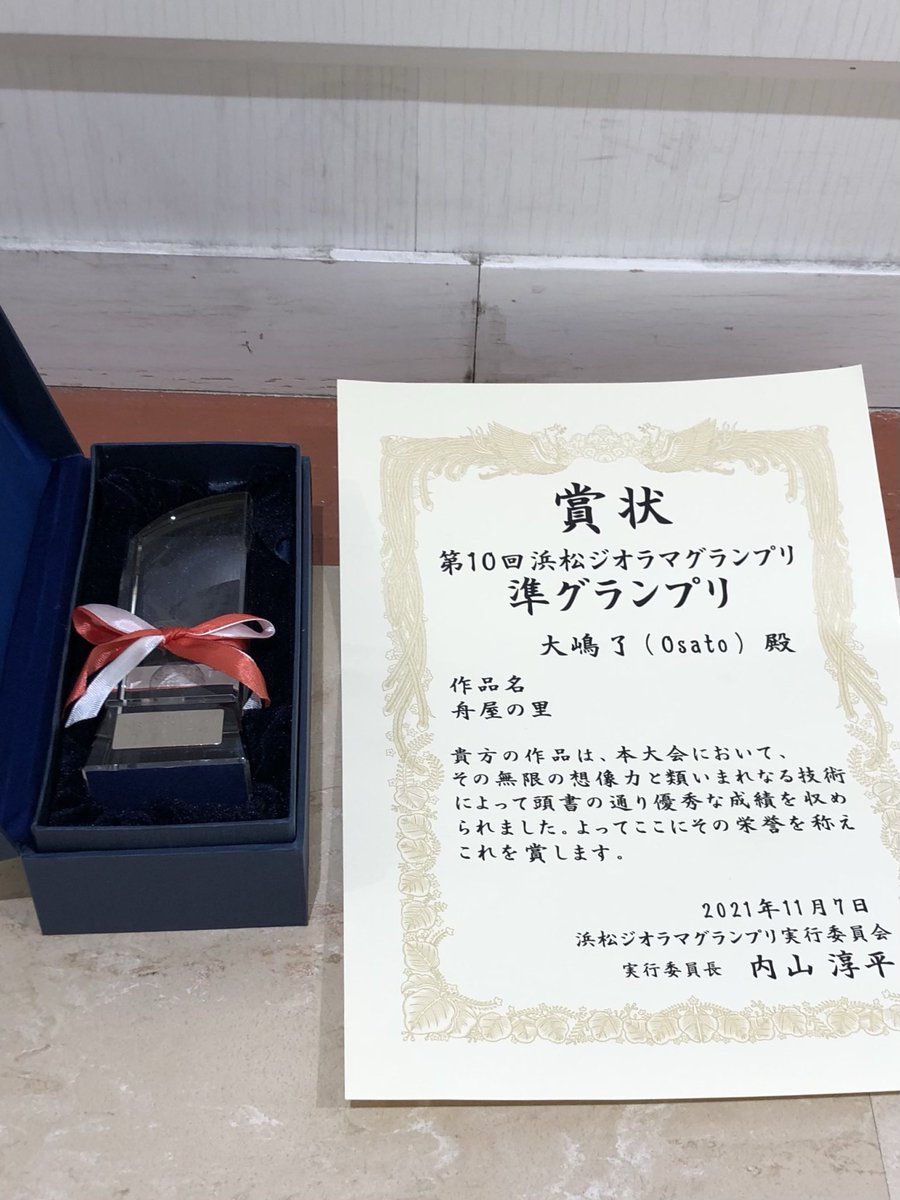 賞状
第10回浜松ジオラマグランプリ
準グランプリ
大嶋了（Osato）殿
作品名
舟屋の里
貴方の作品は、本大会において、
その無限の想像力と類いまれなる技術
によって頭書の通り優秀な成績を収め
られました。よってここにその栄誉を称え
これを賞します。
2021年11月7日
浜松ジオラマグランプリ実行委員会
実行委員長 内山 淳平